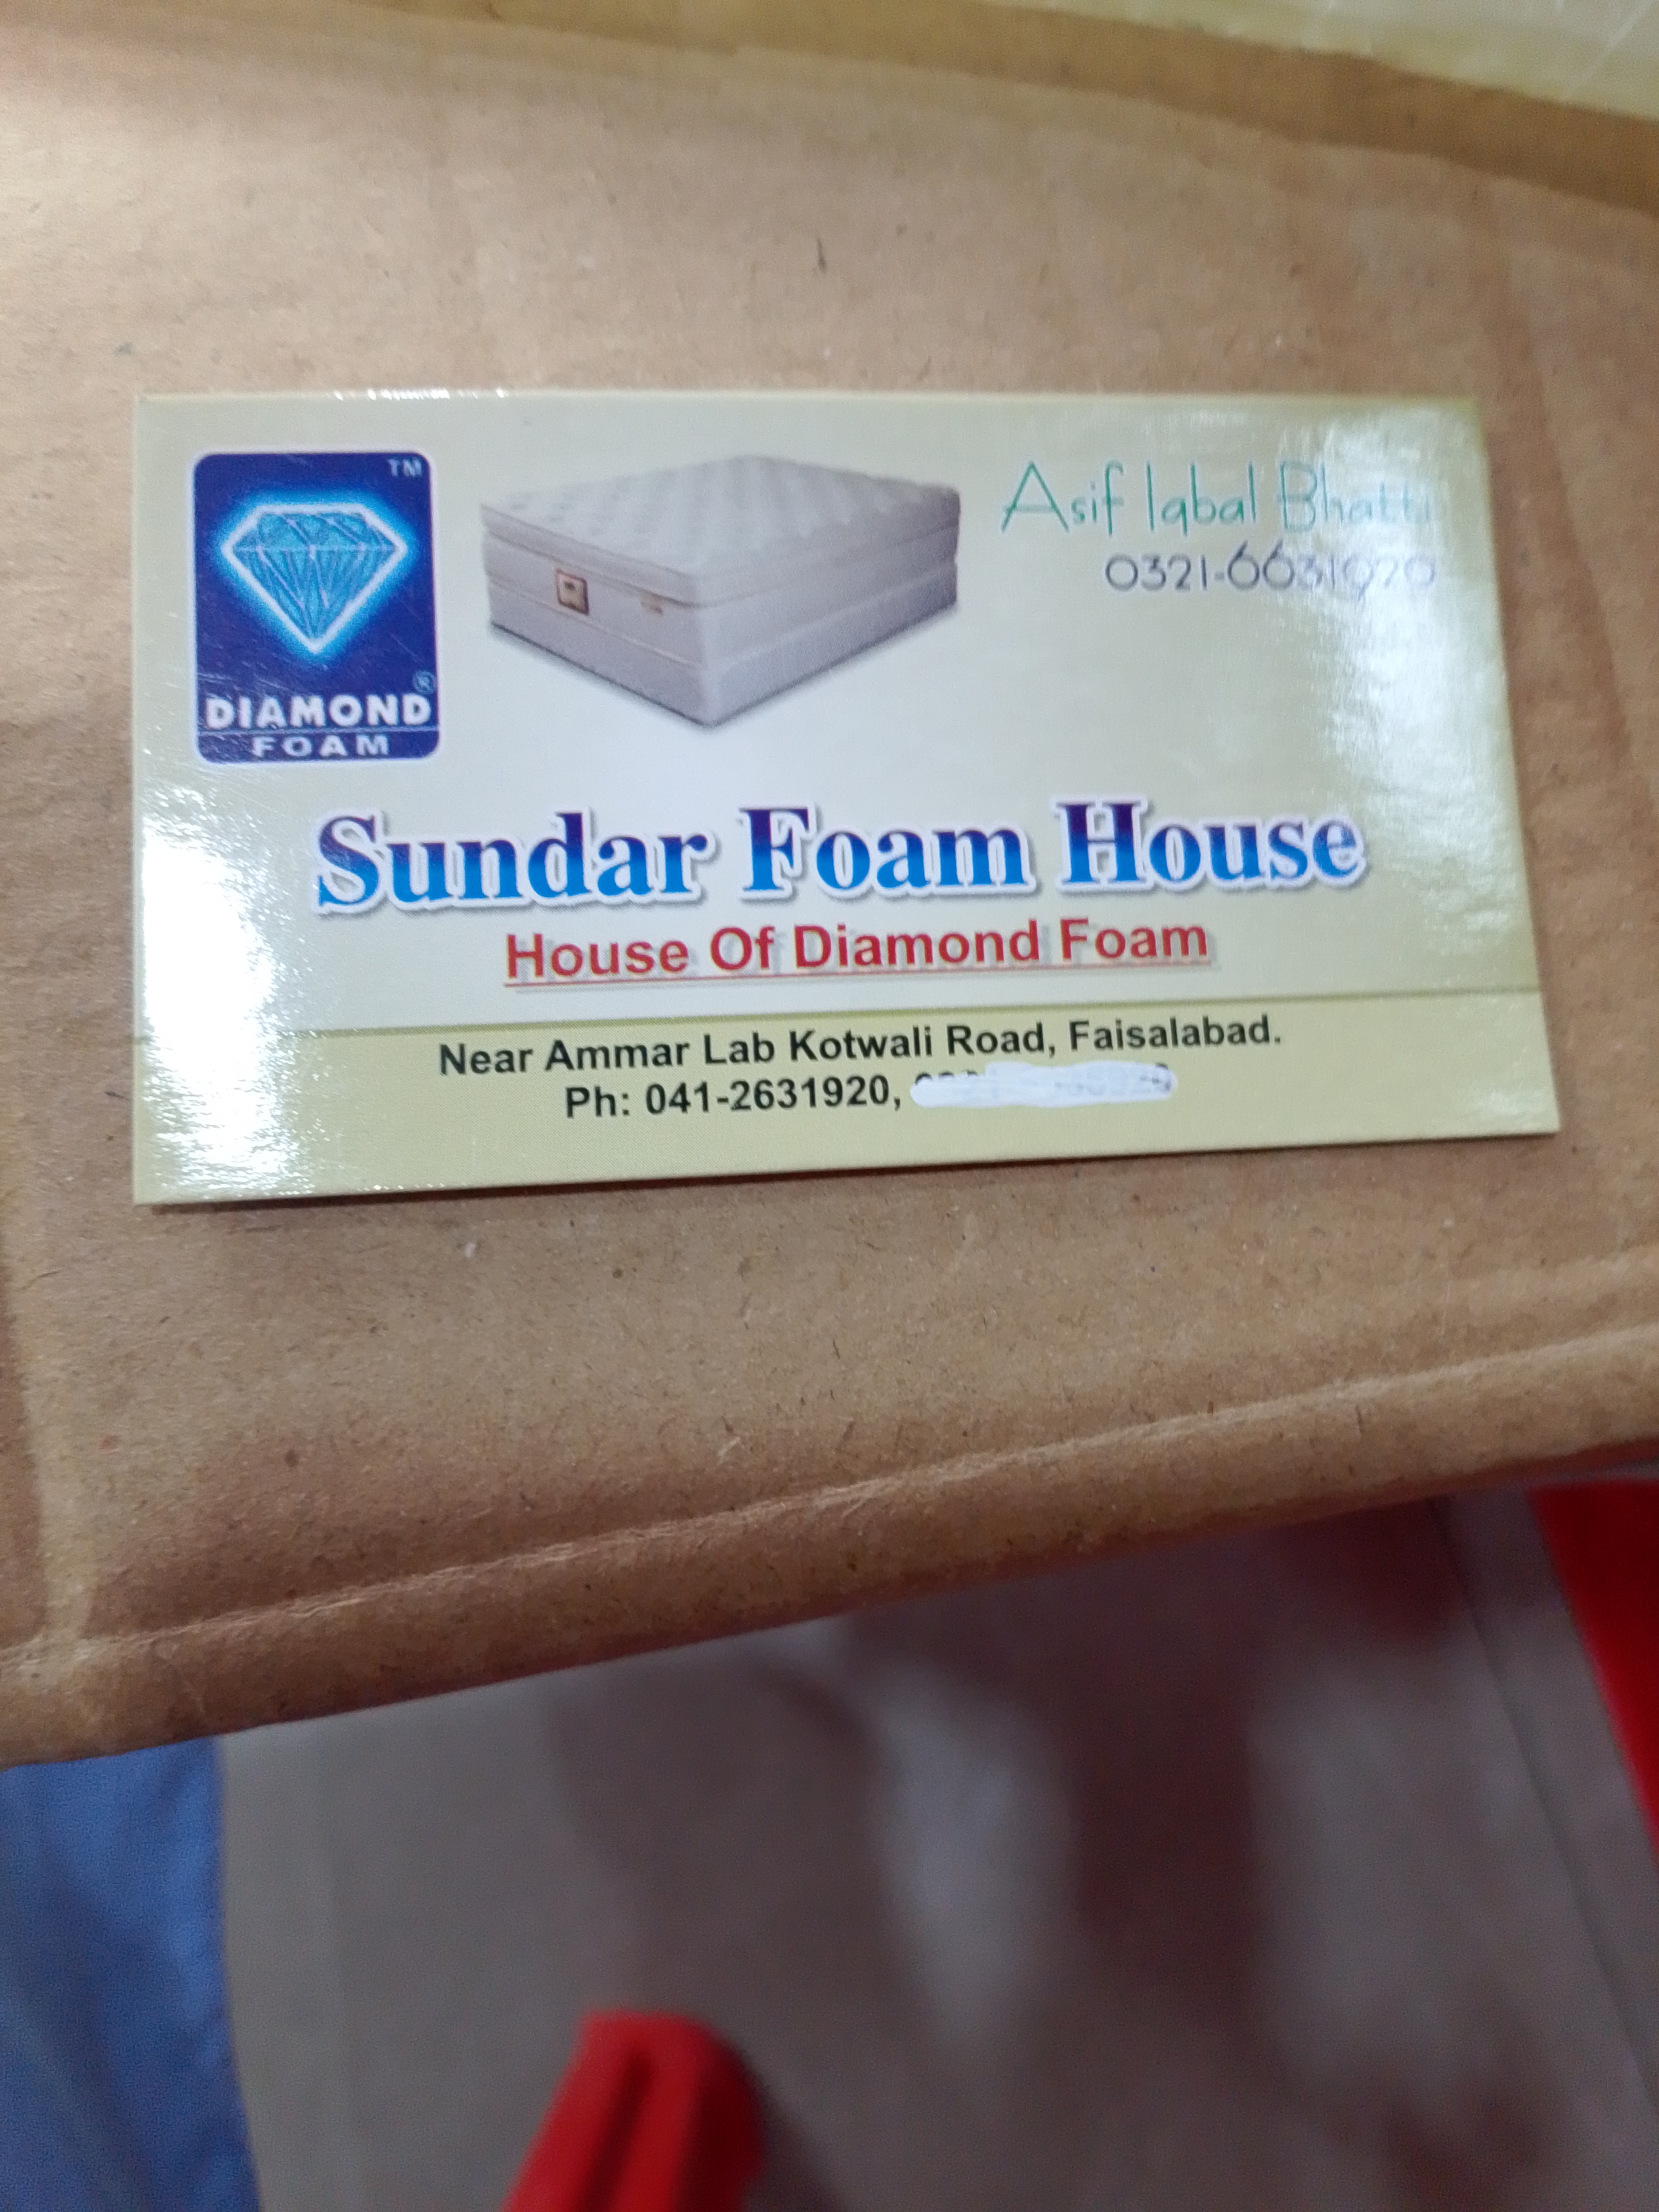 TM
DIAMOND ®
FOAM
Asif Iqbal Bhatti
0321-6631920
Sundar Foam House
House Of Diamond Foam
Near Ammar Lab Kotwali Road, Faisalabad.
Ph: 041-2631920,